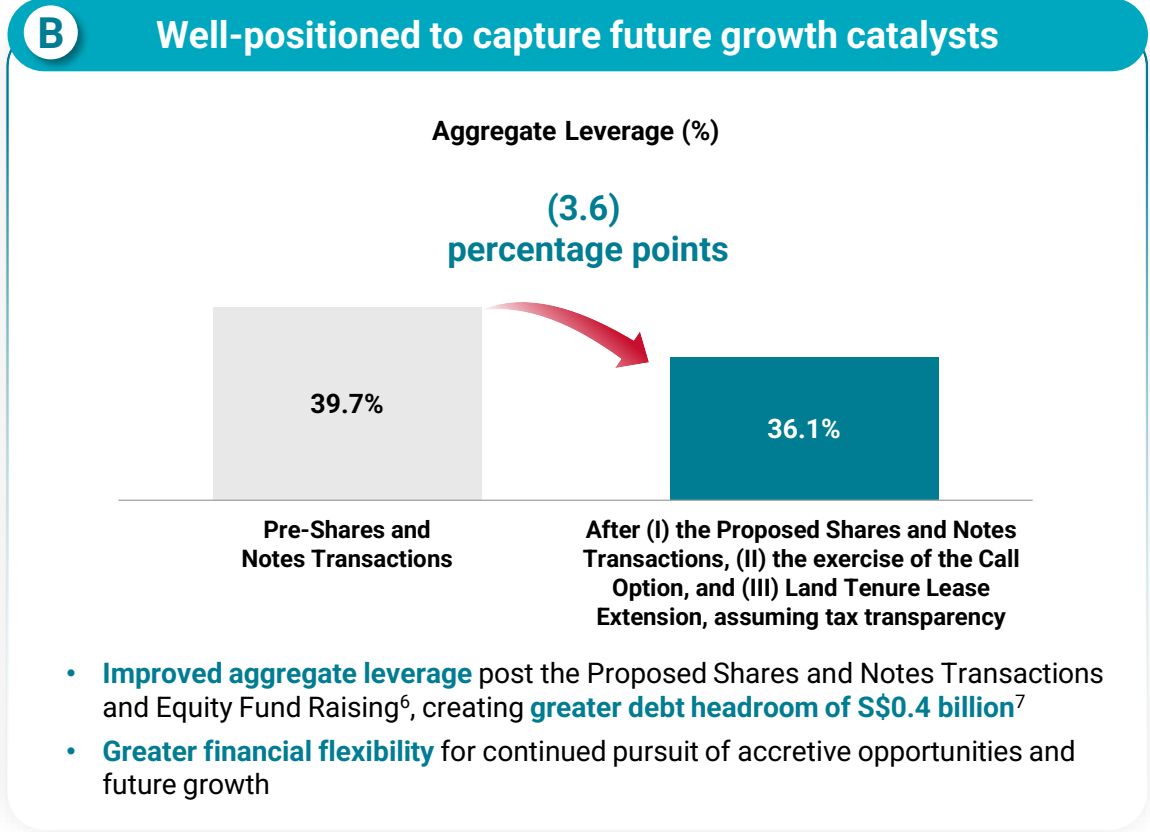 B
Well-positioned to capture future growth catalysts
Aggregate Leverage (%)
(3.6)
percentage points
39.7%
36.1%
Pre-Shares and
Notes Transactions
After (I) the Proposed Shares and Notes
Transactions, (II) the exercise of the Call
Option, and (III) Land Tenure Lease
Extension, assuming tax transparency
• Improved aggregate leverage post the Proposed Shares and Notes Transactions
and Equity Fund Raising⁶, creating greater debt headroom of S$0.4 billion⁷
• Greater financial flexibility for continued pursuit of accretive opportunities and
future growth